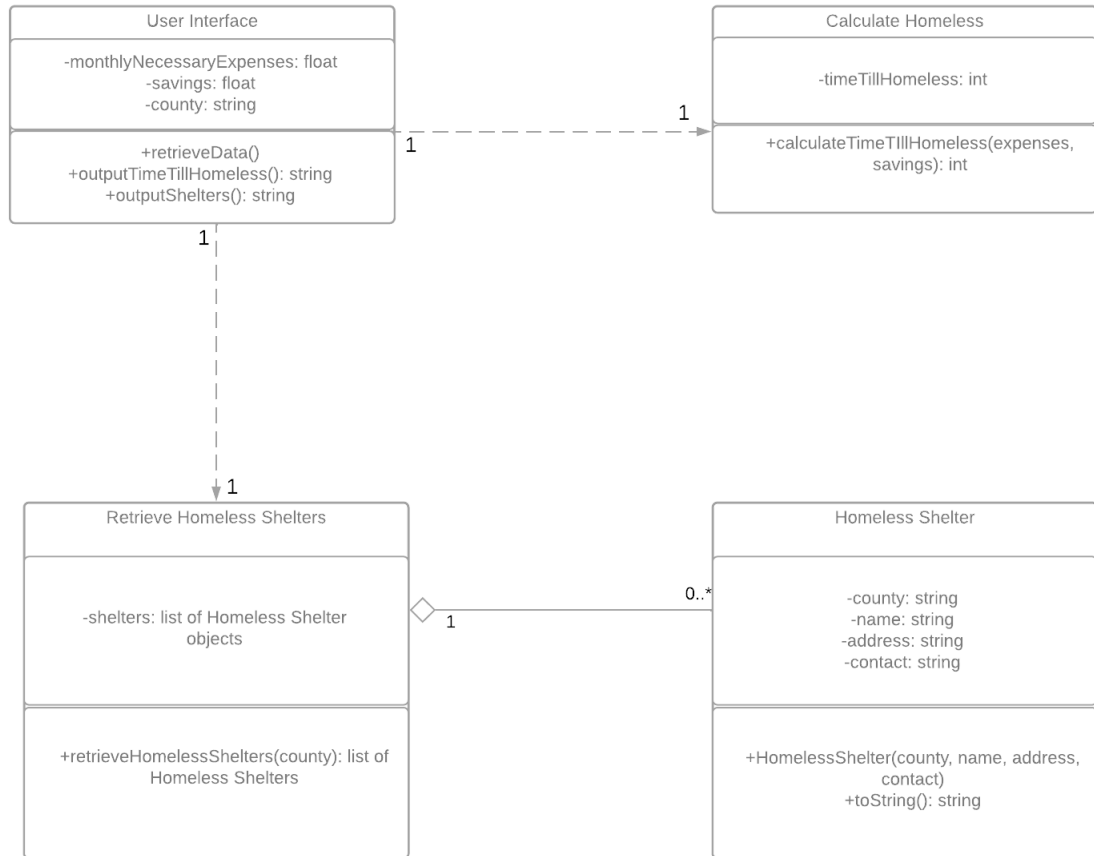 User Interface
-monthlyNecessaryExpenses: float
-savings: float
-county: string
+retrieveData()
+outputTimeTillHomeless(): string
+outputShelters(): string
1
1
Calculate Homeless
-timeTillHomeless: int
+calculateTimeTIllHomeless(expenses,
savings): int
1
1
Retrieve Homeless Shelters
-shelters: list of Homeless Shelter
objects
+retrieveHomelessShelters(county): list of
Homeless Shelters
1
0..*
Homeless Shelter
-county: string
-name: string
-address: string
-contact: string
+HomelessShelter(county, name, address,
contact)
+toString(): string